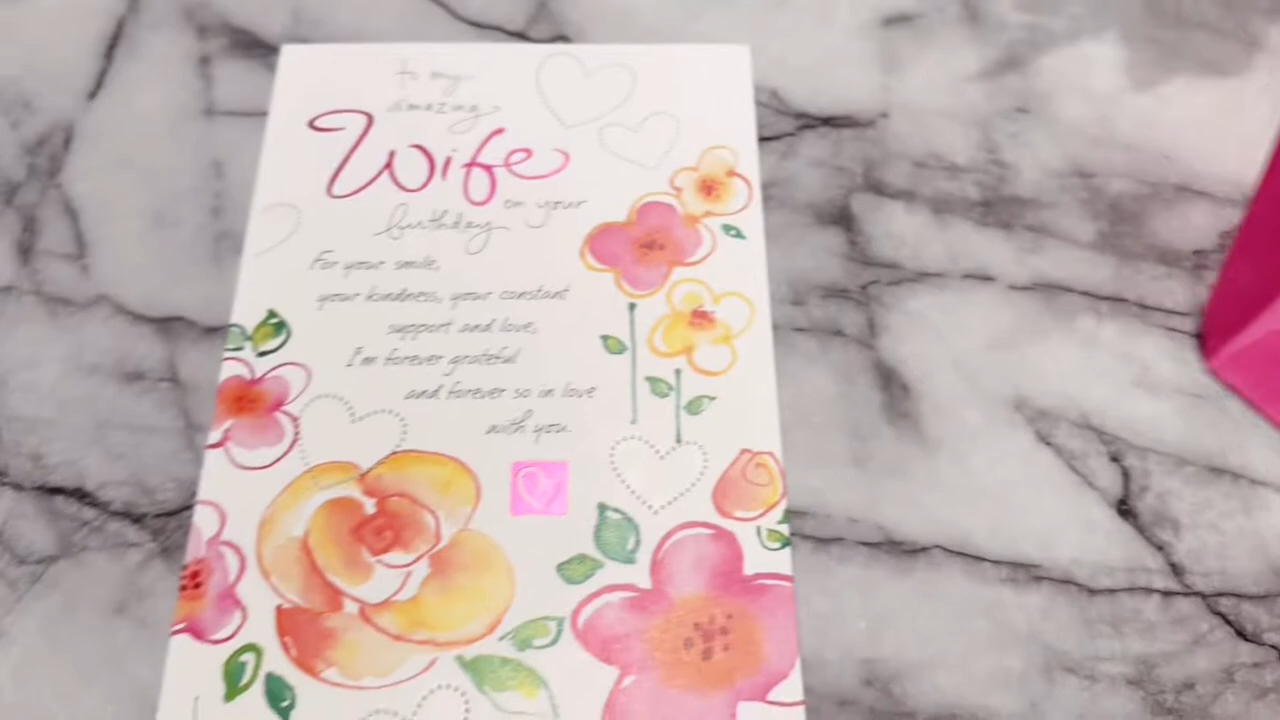 to my
amazing
Wife
on your
birthday
For your smile,
your kindness, your constant
support and love,
I'm forever grateful
and forever so in love
with you.